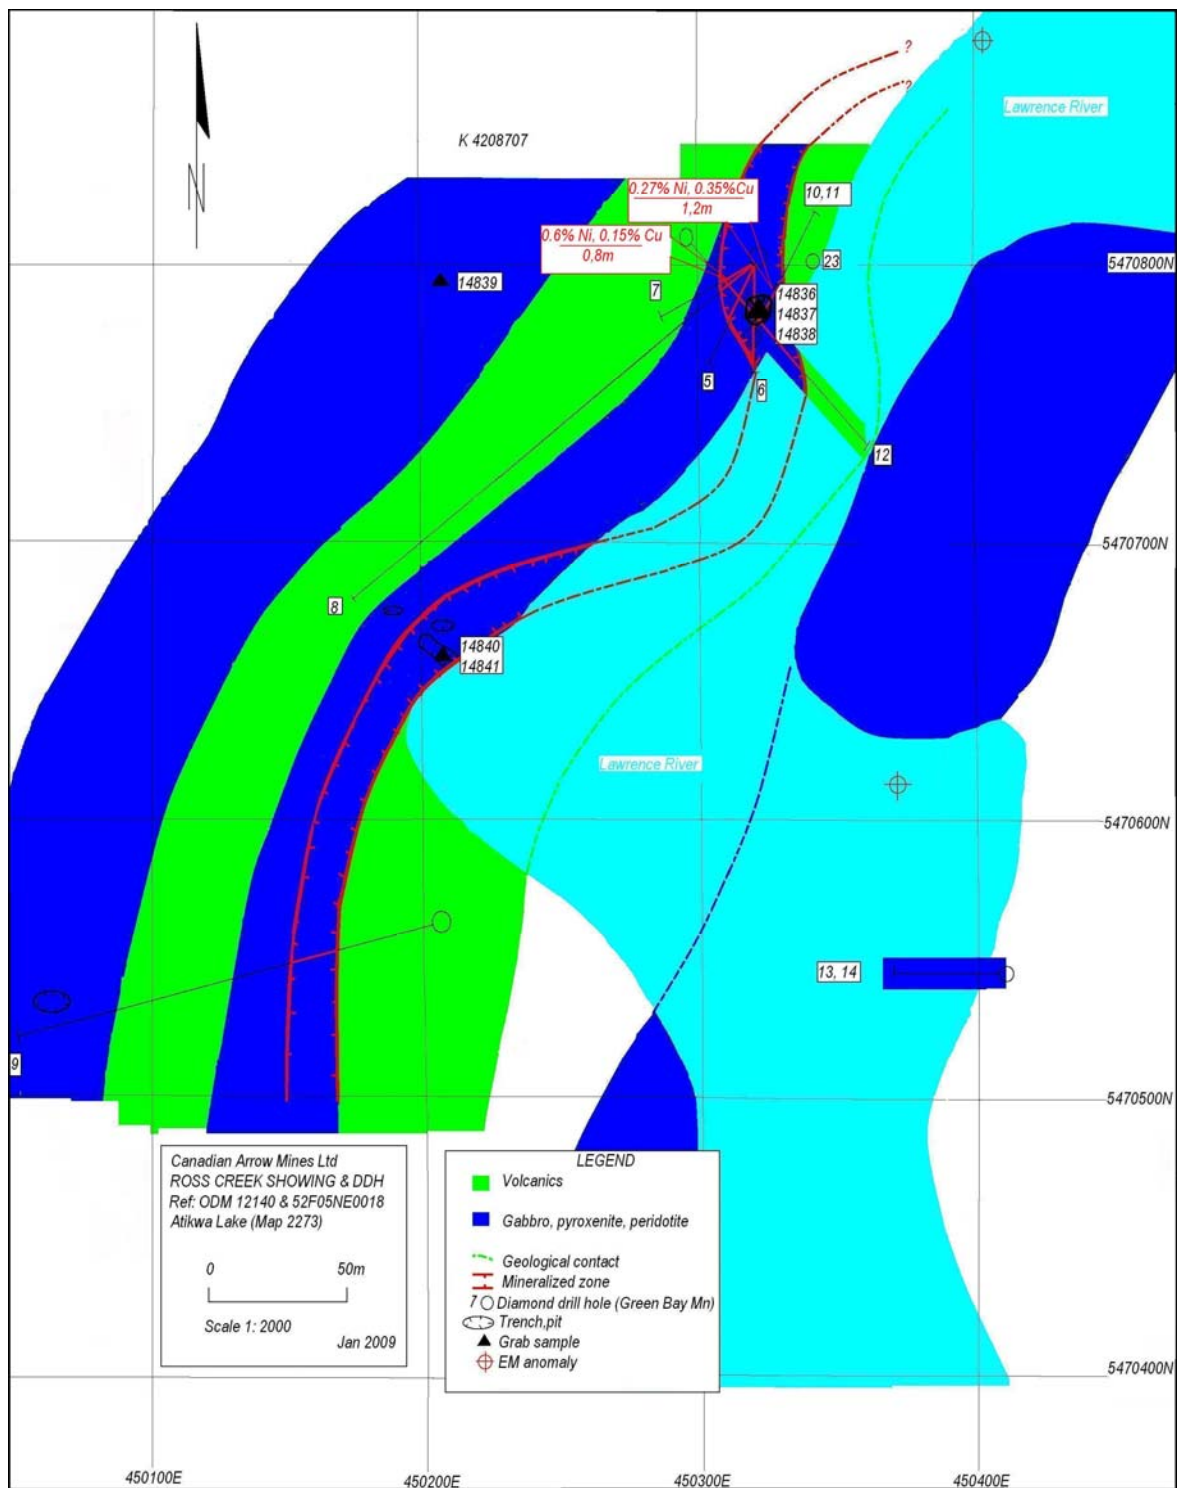 ?
?
Lawrence River
K 4208707
N
0.27% Ni, 0.35%Cu
1,2m
10,11
0.6% Ni, 0.15% Cu
0,8m
23
5470800N
14839
7
14836
14837
14838
5
6
12
5470700N
8
14840
14841
Lawrence River
5470600N
13, 14
9
5470500N
Canadian Arrow Mines Ltd
ROSS CREEK SHOWING & DDH
Ref: ODM 12140 & 52F05NE0018
Atikwa Lake (Map 2273)
0 50m
Scale 1: 2000
Jan 2009
LEGEND
Volcanics
Gabbro, pyroxenite, peridotite
Geological contact
Mineralized zone
7 Diamond drill hole (Green Bay Mn)
Trench,pit
Grab sample
EM anomaly
5470400N
450100E 450200E 450300E 450400E